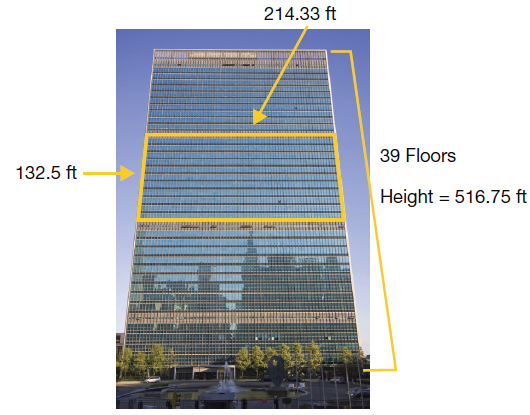 214.33 ft
132.5 ft
39 Floors
Height = 516.75 ft